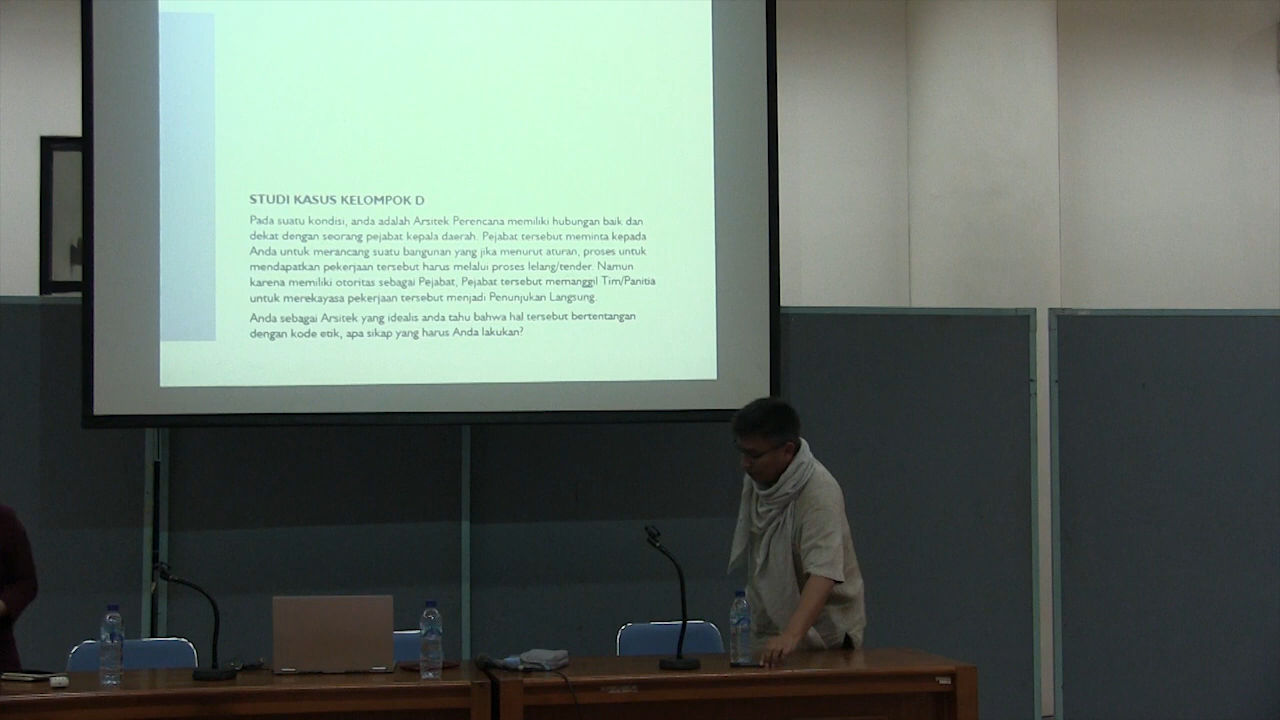 STUDI KASUS KELOMPOK D
Pada suatu kondisi, anda adalah Arsitek Perencana memiliki hubungan baik dan
dekat dengan seorang pejabat kepala daerah. Pejabat tersebut meminta kepada
Anda untuk merancang suatu bangunan yang jika menurut aturan, proses untuk
mendapatkan pekerjaan tersebut harus melalui proses lelang/tender. Namun
karena memiliki otoritas sebagai Pejabat, Pejabat tersebut memanggil Tim/Panitia
untuk merekayasa pekerjaan tersebut menjadi Penunjukan Langsung.
Anda sebagai Arsitek yang idealis anda tahu bahwa hal tersebut bertentangan
dengan kode etik, apa sikap yang harus Anda lakukan?